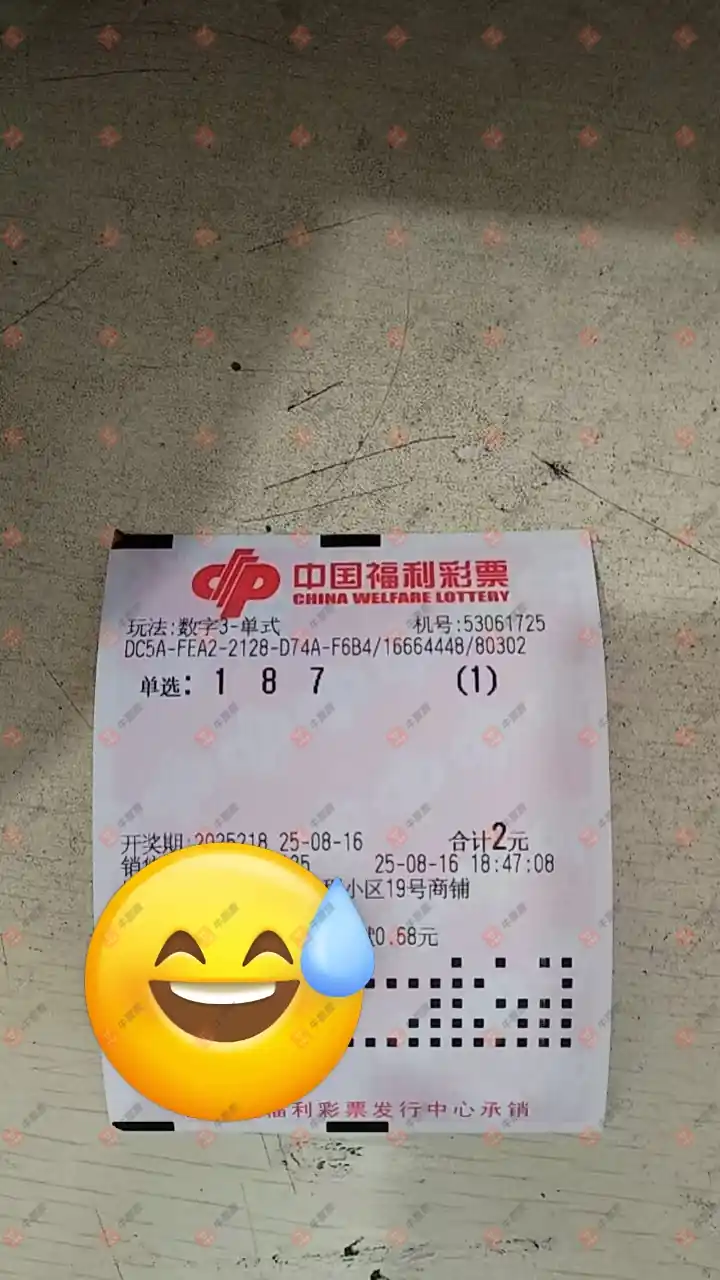 中国福利彩票
CHINA WELFARE LOTTERY
玩法:数字3-单式 机号:53061725
DC5A-FEA2-2128-D74A-F6B4/16664448/80302
单选: 1 8 7 (1)
开奖期:2025218 25-08-16 合计2元
25-08-16 18:47:08
小区19号商铺
0.68元
福利彩票发行中心承销